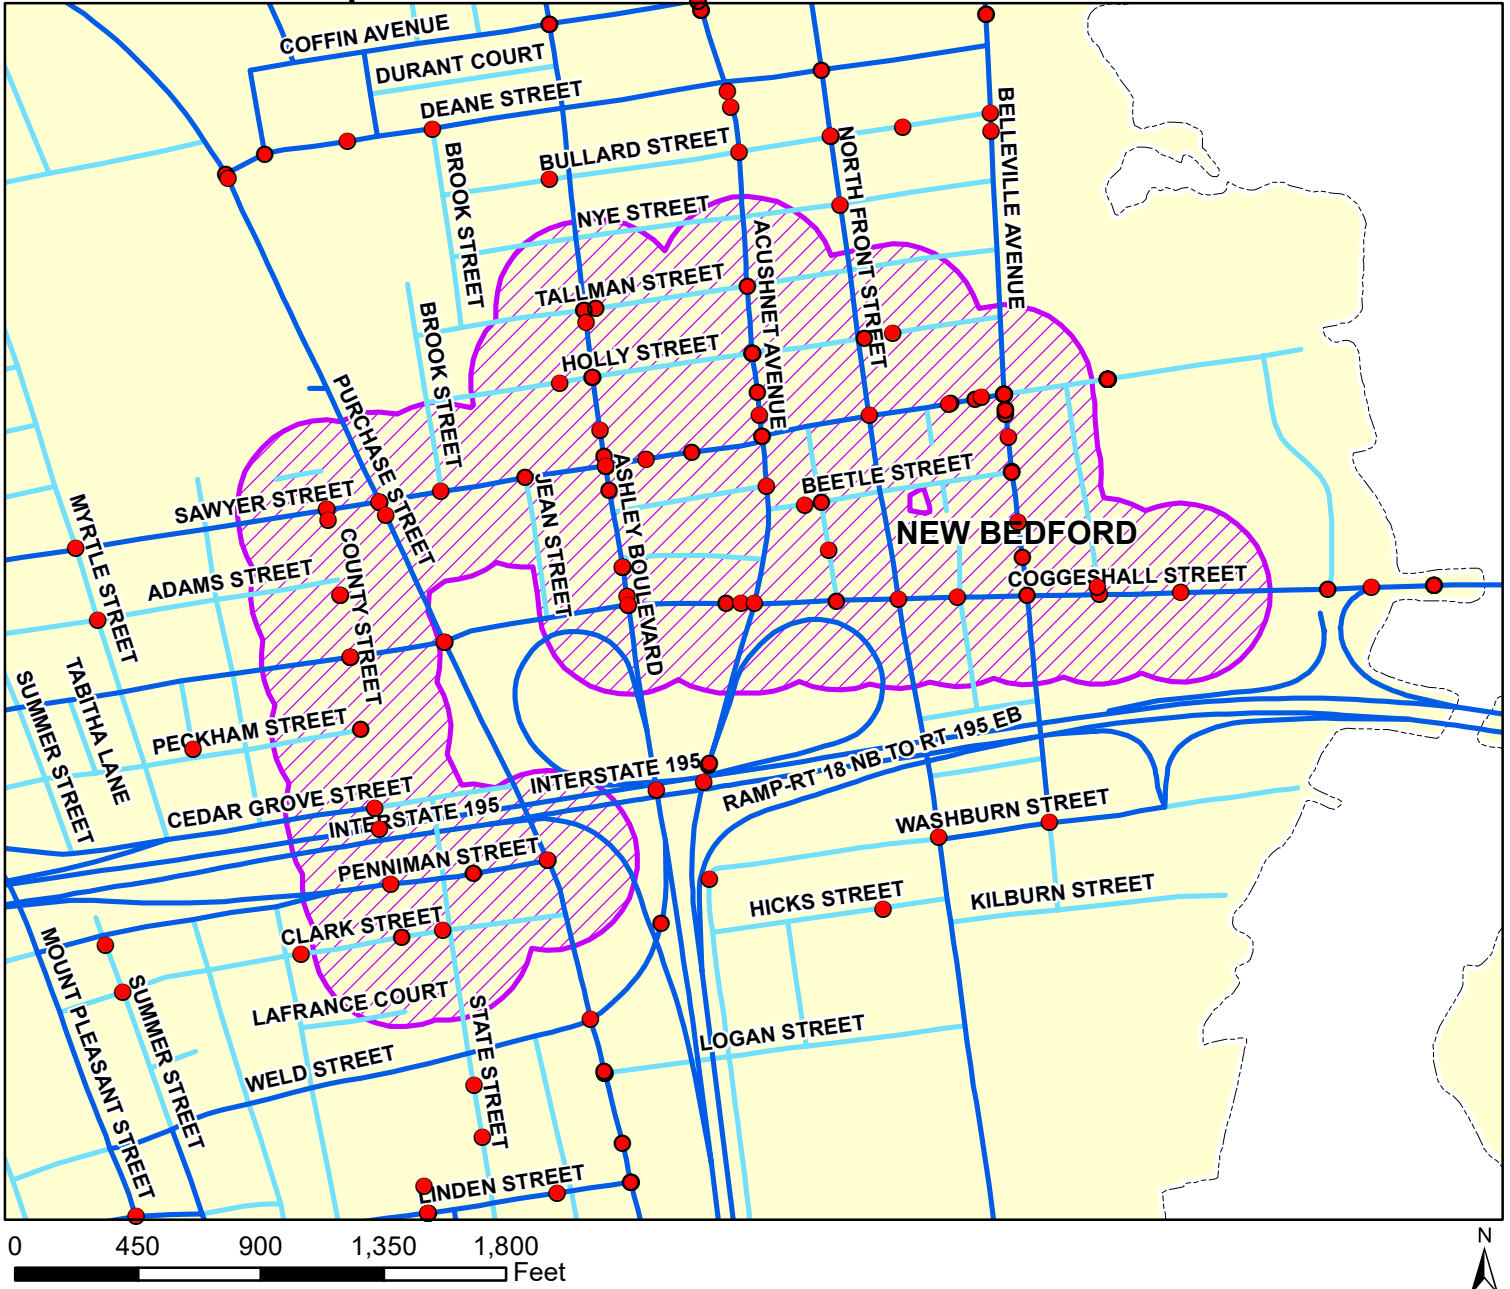 COFFIN AVENUE
DURANT COURT
DEANE STREET
BROOK STREET
BULLARD STREET
NORTH FRONT STREET
BELLEVILLE AVENUE
NYE STREET
ACUSHNET AVENUE
TALLMAN STREET
BROOK STREET
HOLLY STREET
PURCHASE STREET
SAWYER STREET
JEAN STREET
ASHLEY BOULEVARD
BEETLE STREET
MYRTLE STREET
NEW BEDFORD
COUNTY STREET
ADAMS STREET
COGGESHALL STREET
TABITHA LANE
SUMMER STREET
PECKHAM STREET
INTERSTATE 195
RAMP-RT 18 NB TO RT 195 EB
CEDAR GROVE STREET
INTERSTATE 195
WASHBURN STREET
PENNIMAN STREET
HICKS STREET
KILBURN STREET
CLARK STREET
MOUNT PLEASANT STREET
SUMMER STREET
LAFRANCE COURT
STATE STREET
LOGAN STREET
WELD STREET
LINDEN STREET
0 450 900 1,350 1,800
Feet
N